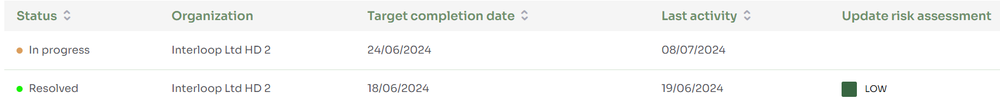 Status Organization Target completion date Last activity Update risk assessment
In progress Interloop Ltd HD 2 24/06/2024 08/07/2024
Resolved Interloop Ltd HD 2 18/06/2024 19/06/2024 LOW